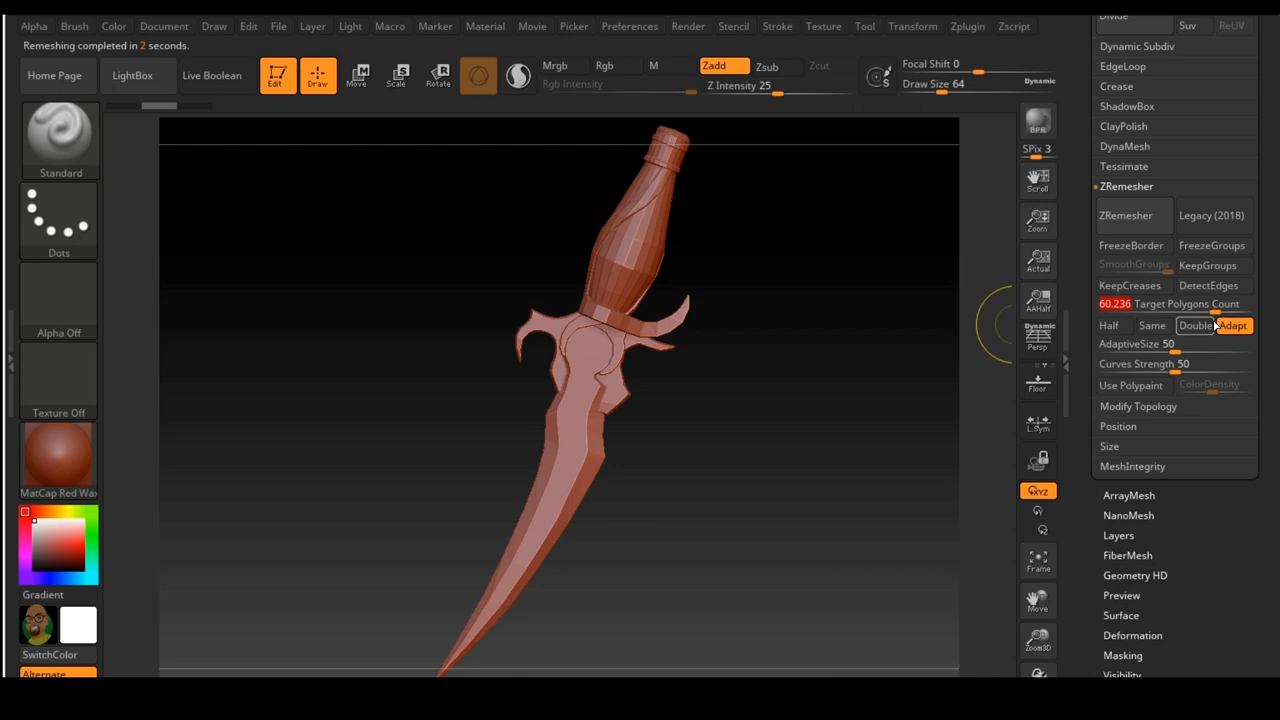 Alpha Brush Color Document Draw Edit File Layer Light Macro Marker Material Movie Picker Preferences Render Stencil Stroke Texture Tool Transform Zplugin Zscript
Remeshing completed in 2 seconds.
Home Page LightBox Live Boolean Edit Draw Move Scale Rotate
Mrgb Rgb M Zadd Zsub Zcut
Rgb Intensity Z Intensity 25
S
Focal Shift 0
Draw Size 64 Dynamic
Standard
Dots
Alpha Off
Texture Off
MatCap Red Wax
Gradient
SwitchColor
Alternate
BPR
SPix 3
Scroll
Zoom
Actual
AAHalf
Dynamic
Persp
Floor
L.Sym
XYZ
Y
Z
Frame
Move
Zoom3D
Divide Suv ReUV
Dynamic Subdiv
EdgeLoop
Crease
ShadowBox
ClayPolish
DynaMesh
Tessimate
ZRemesher
ZRemesher Legacy (2018)
FreezeBorder FreezeGroups
SmoothGroups KeepGroups
KeepCreases DetectEdges
60.236 Target Polygons Count
Half Same Double Adapt
AdaptiveSize 50
Curves Strength 50
Use Polypaint ColorDensity
Modify Topology
Position
Size
MeshIntegrity
ArrayMesh
NanoMesh
Layers
FiberMesh
Geometry HD
Preview
Surface
Deformation
Masking
Visibility